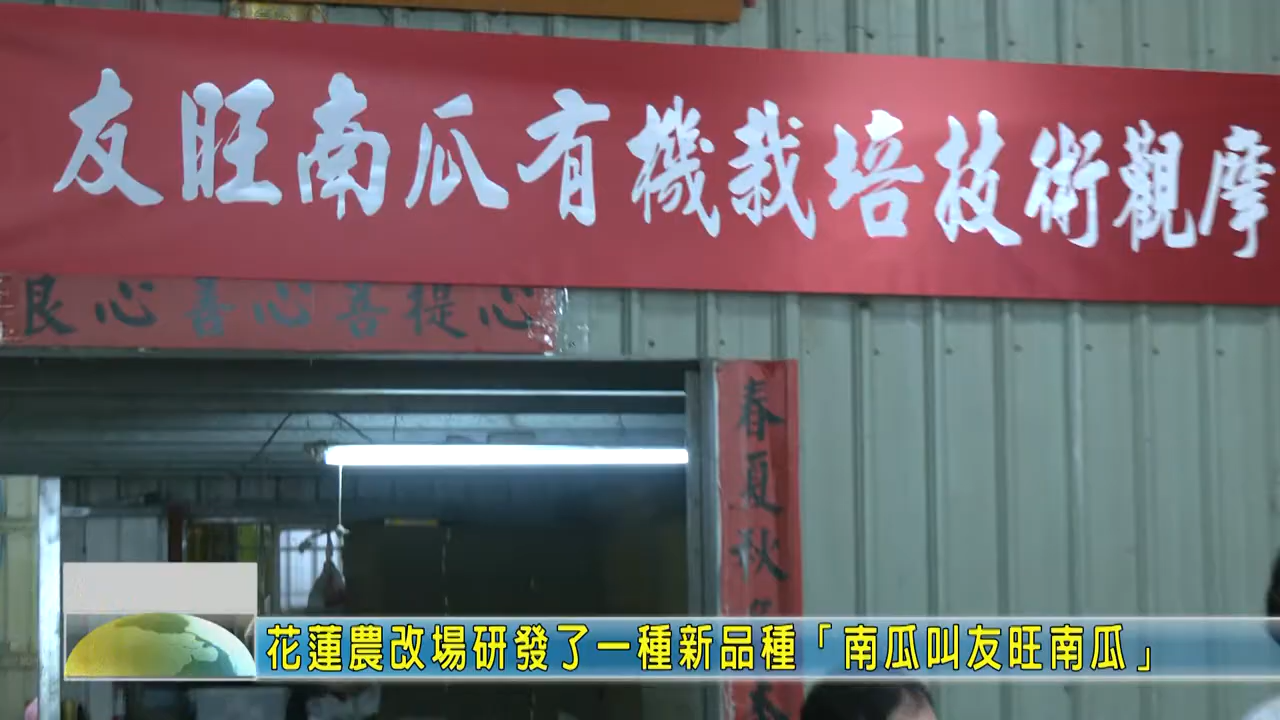 友旺南瓜有機栽培技術觀摩
良心善心菩提心
春夏秋
花蓮農改場研發了一種新品種「南瓜叫友旺南瓜」